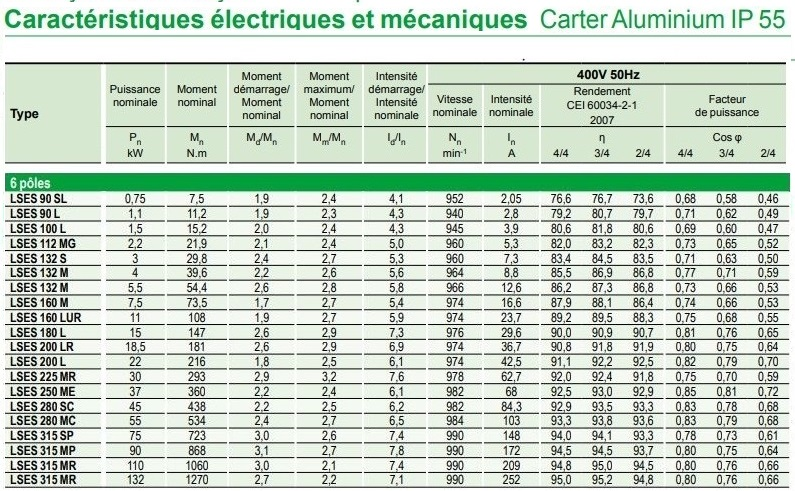 Caractéristiques électriques et mécaniques Carter Aluminium IP 55
Type
Puissance nominale
Moment nominal
Moment démarrage/ Moment nominal
Moment maximum/ Moment nominal
Intensité démarrage/ Intensité nominale
400V 50Hz
Vitesse nominale
Intensité nominale
Rendement CEI 60034-2-1 2007
Facteur de puissance
Pn Mn Md/Mn Mm/Mn Id/In Nn In η Cos φ
kW N.m min-1 A 4/4 3/4 2/4 4/4 3/4 2/4
6 pôles
LSES 90 SL 0,75 7,5 1,9 2,4 4,1 952 2,05 76,6 76,7 73,6 0,68 0,58 0,46
LSES 90 L 1,1 11,2 1,9 2,3 4,3 940 2,8 79,2 80,7 79,7 0,71 0,62 0,49
LSES 100 L 1,5 15,2 2,0 2,4 4,3 945 3,9 80,6 81,8 80,6 0,69 0,60 0,47
LSES 112 MG 2,2 21,9 2,1 2,4 5,0 960 5,3 82,0 83,2 82,3 0,73 0,65 0,52
LSES 132 S 3 29,8 2,4 2,7 5,3 960 7,3 83,4 84,5 83,5 0,71 0,63 0,50
LSES 132 M 4 39,6 2,2 2,6 5,6 964 8,8 85,5 86,9 86,8 0,77 0,71 0,59
LSES 132 M 5,5 54,4 2,6 2,8 5,8 966 12,6 86,2 87,3 86,8 0,73 0,66 0,53
LSES 160 M 7,5 73,5 1,7 2,7 5,4 974 16,6 87,9 88,1 86,4 0,74 0,66 0,53
LSES 160 LUR 11 108 1,9 2,7 5,9 974 23,7 89,2 89,5 88,3 0,75 0,68 0,55
LSES 180 L 15 147 2,6 2,9 7,3 976 29,6 90,0 90,9 90,7 0,81 0,76 0,65
LSES 200 LR 18,5 181 2,6 2,9 6,9 974 36,7 90,8 91,8 91,9 0,80 0,75 0,64
LSES 200 L 22 216 1,8 2,5 6,1 974 42,5 91,1 92,2 92,5 0,82 0,79 0,70
LSES 225 MR 30 293 2,9 3,2 7,6 978 62,7 92,0 92,4 91,8 0,75 0,70 0,59
LSES 250 ME 37 360 2,2 2,4 6,1 982 68 92,5 93,0 92,9 0,85 0,81 0,72
LSES 280 SC 45 438 2,2 2,5 6,2 982 84,3 92,9 93,5 93,3 0,83 0,78 0,68
LSES 280 MC 55 534 2,4 2,7 6,5 984 103 93,3 93,8 93,6 0,83 0,79 0,68
LSES 315 SP 75 723 3,0 2,6 7,4 990 148 94,0 94,1 93,3 0,78 0,73 0,61
LSES 315 MP 90 868 3,1 2,7 7,8 990 172 94,5 94,5 93,7 0,80 0,75 0,64
LSES 315 MR 110 1060 3,0 2,1 7,4 990 209 94,8 95,0 94,5 0,80 0,76 0,66
LSES 315 MR 132 1270 2,7 2,2 7,1 990 252 95,0 95,2 94,8 0,80 0,76 0,66